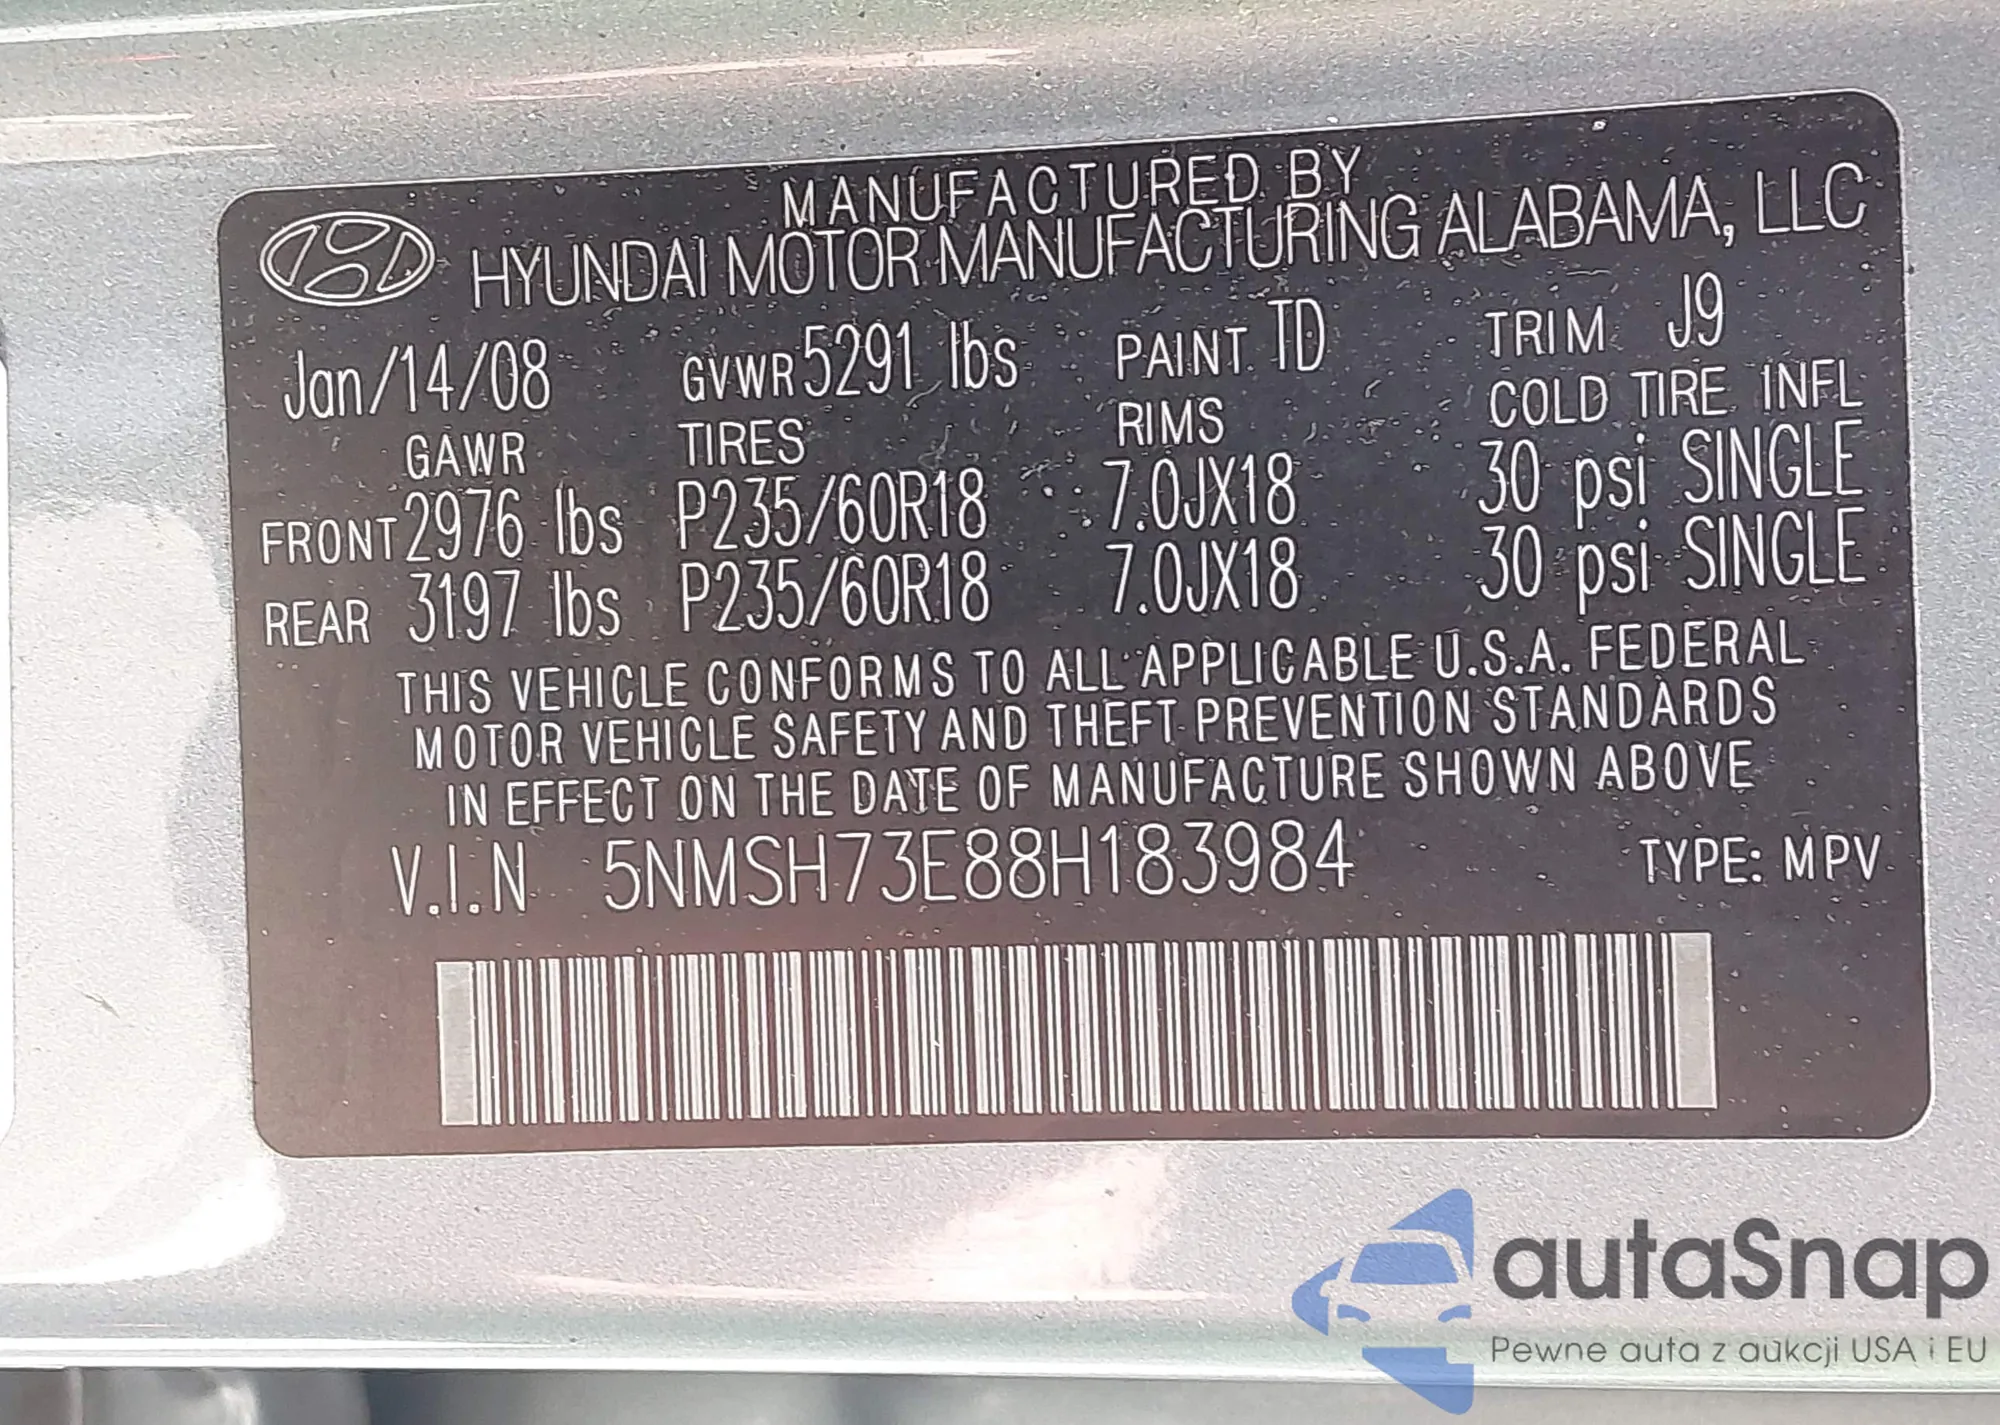 MANUFACTURED BY
HYUNDAI MOTOR MANUFACTURING ALABAMA, LLC
Jan/14/08 GVWR 5291 lbs PAINT TD TRIM J9
GAWR TIRES RIMS COLD TIRE INFL
FRONT 2976 lbs P235/60R18 7.0JX18 30 psi SINGLE
REAR 3197 lbs P235/60R18 7.0JX18 30 psi SINGLE
THIS VEHICLE CONFORMS TO ALL APPLICABLE U.S.A. FEDERAL
MOTOR VEHICLE SAFETY AND THEFT PREVENTION STANDARDS
IN EFFECT ON THE DATE OF MANUFACTURE SHOWN ABOVE
V.I.N 5NMSH73E88H183984 TYPE: MPV
autaSnap
Pewne auta z aukcji USA i EU